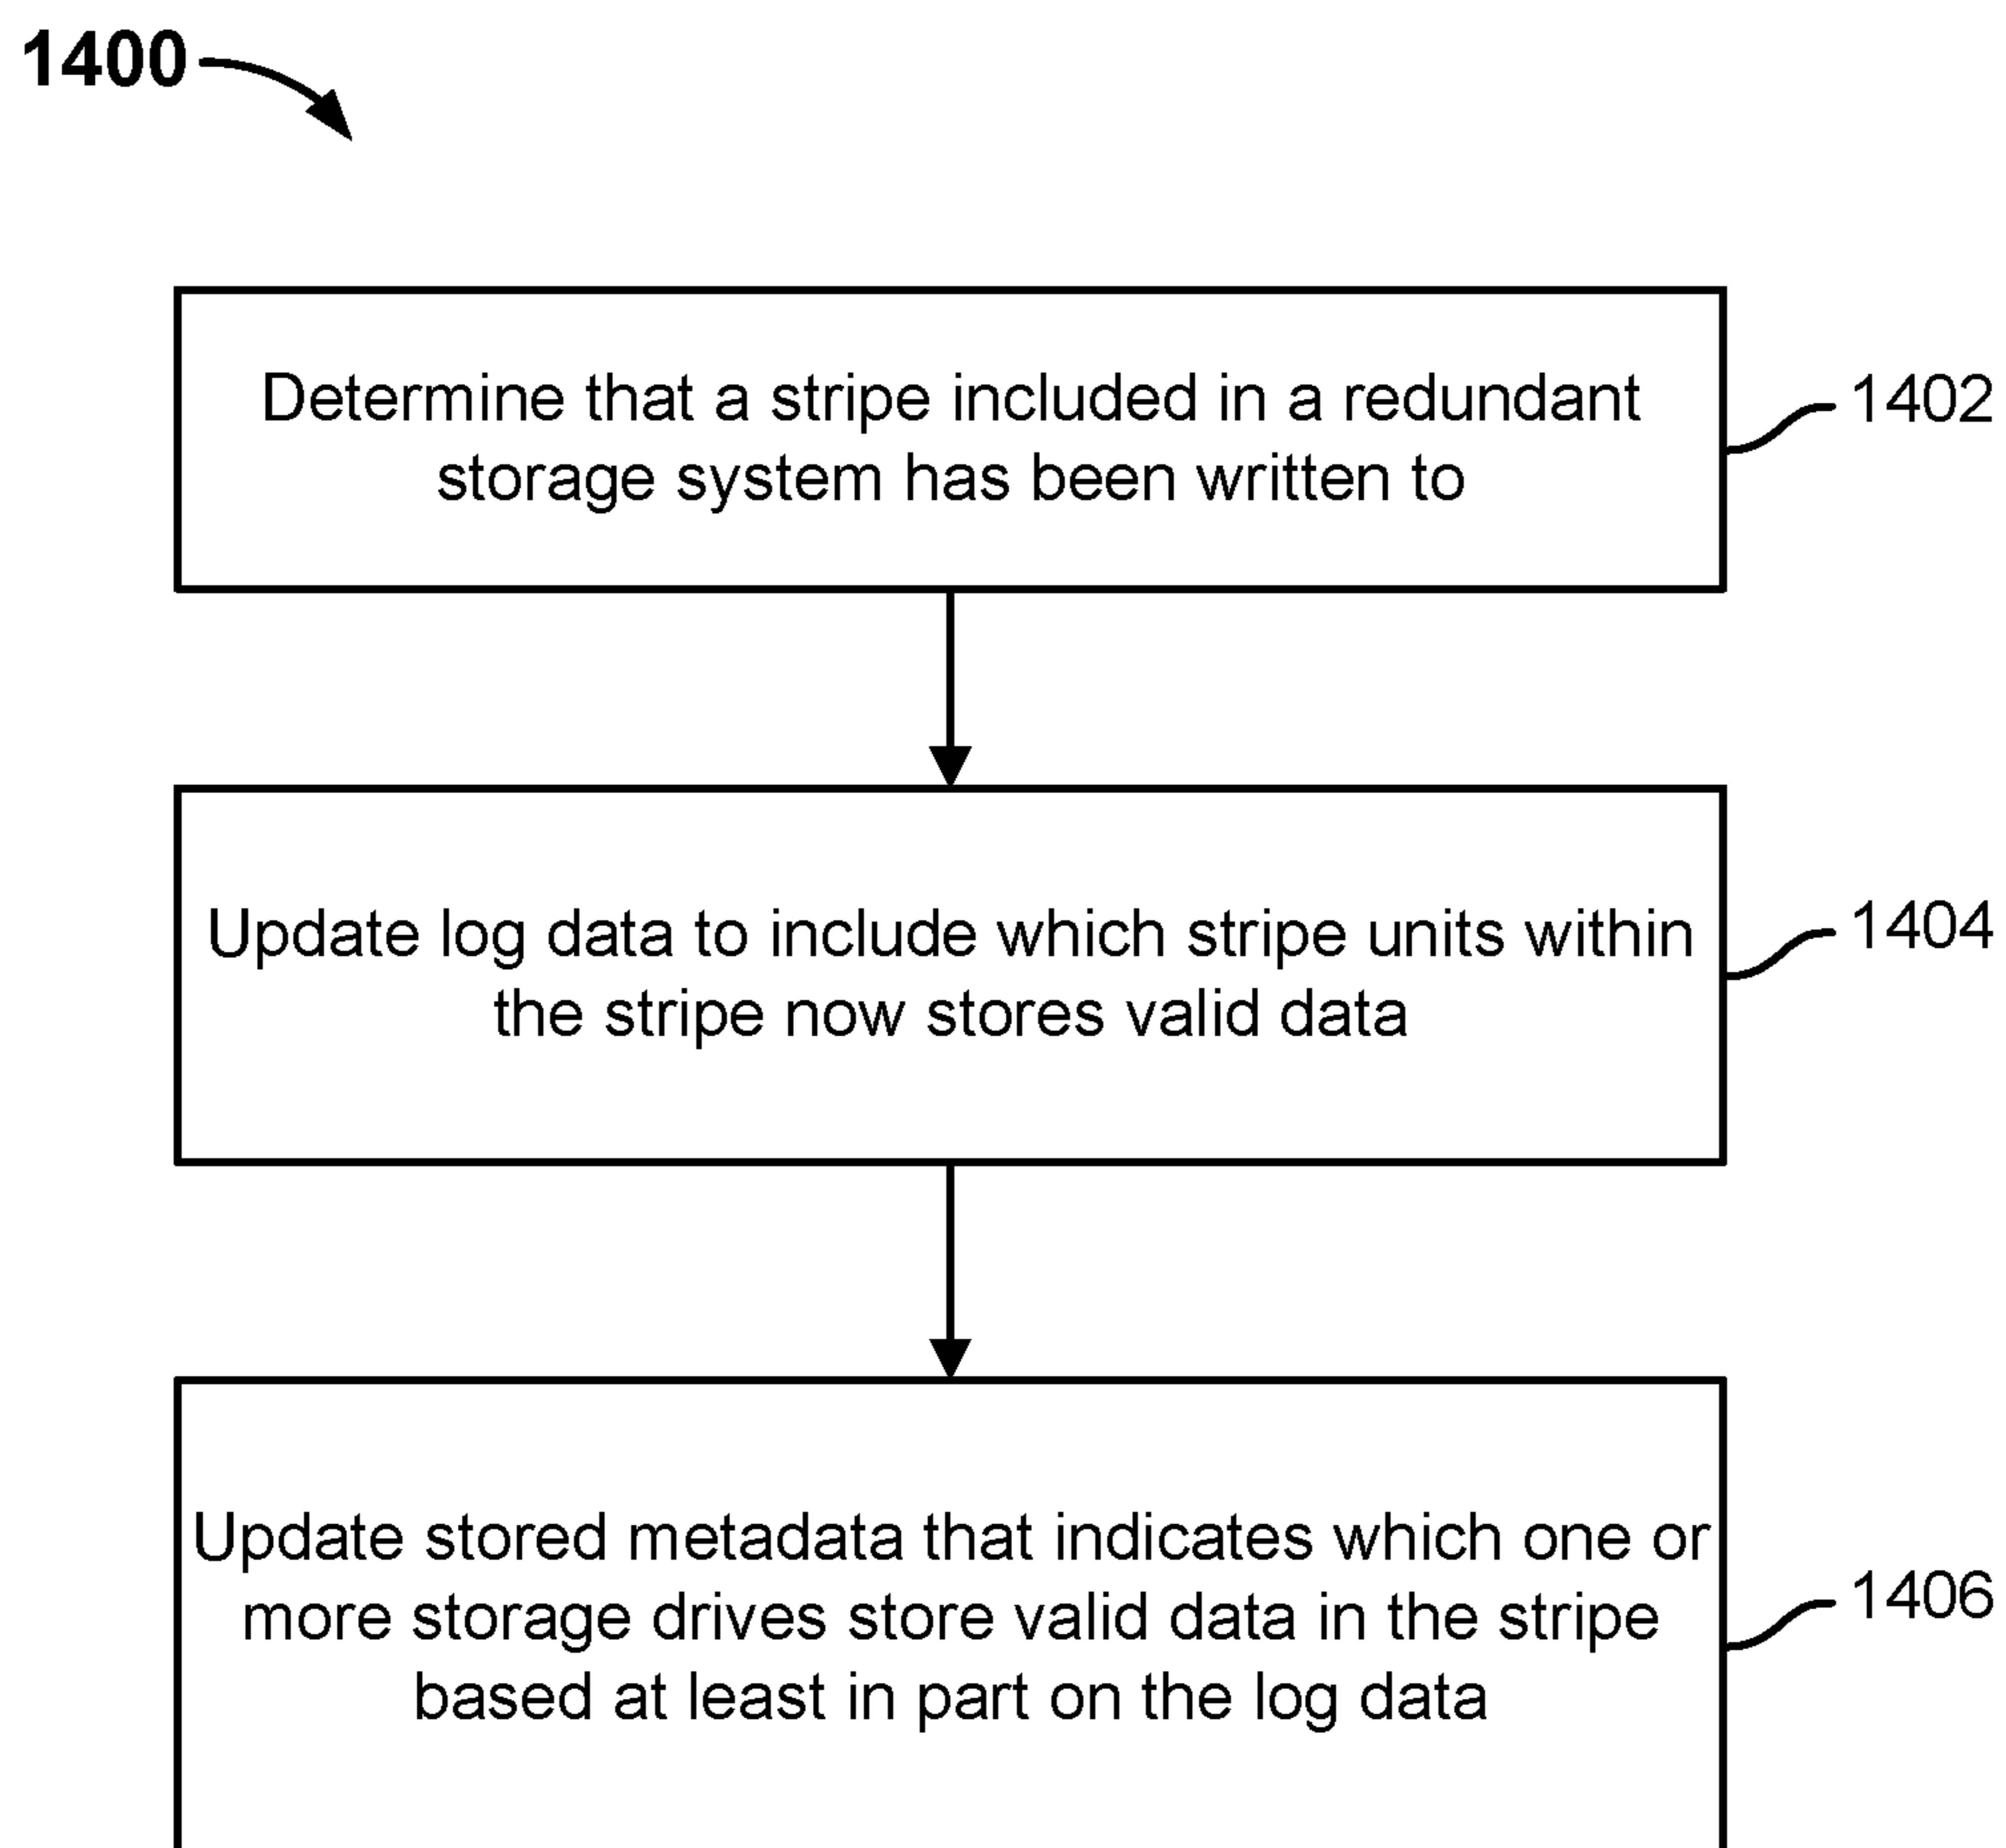 1400
Determine that a stripe included in a redundant
storage system has been written to
1402
Update log data to include which stripe units within
the stripe now stores valid data
1404
Update stored metadata that indicates which one or
more storage drives store valid data in the stripe
based at least in part on the log data
1406